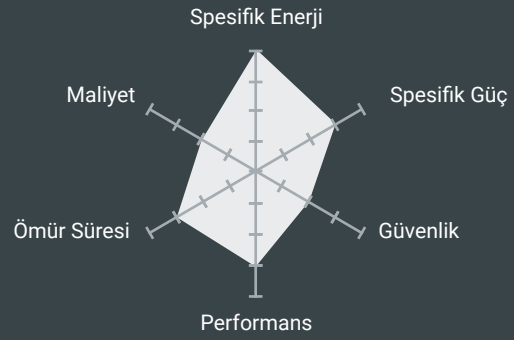 Spesifik Enerji
Maliyet
Spesifik Güç
Ömür Süresi
Güvenlik
Performans